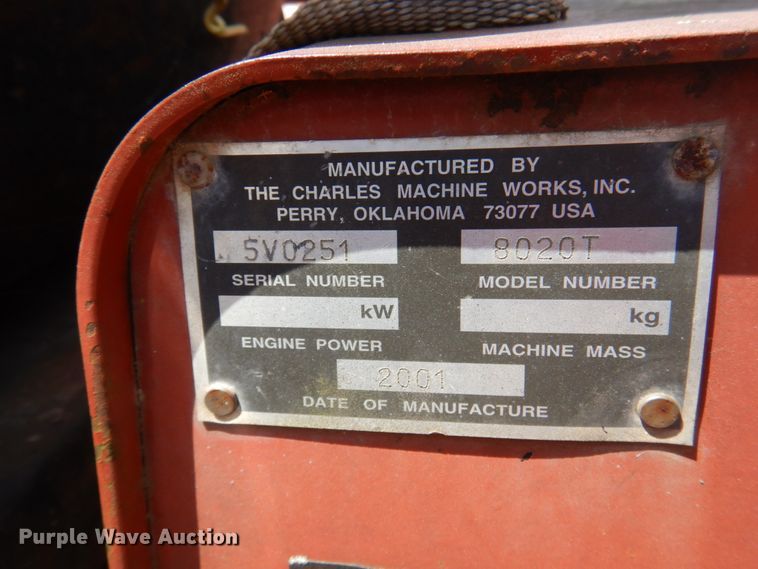 MANUFACTURED BY
THE CHARLES MACHINE WORKS, INC.
PERRY, OKLAHOMA 73077 USA
5V0251 8020T
SERIAL NUMBER MODEL NUMBER
kW kg
ENGINE POWER MACHINE MASS
2001
DATE OF MANUFACTURE
Purple Wave Auction®